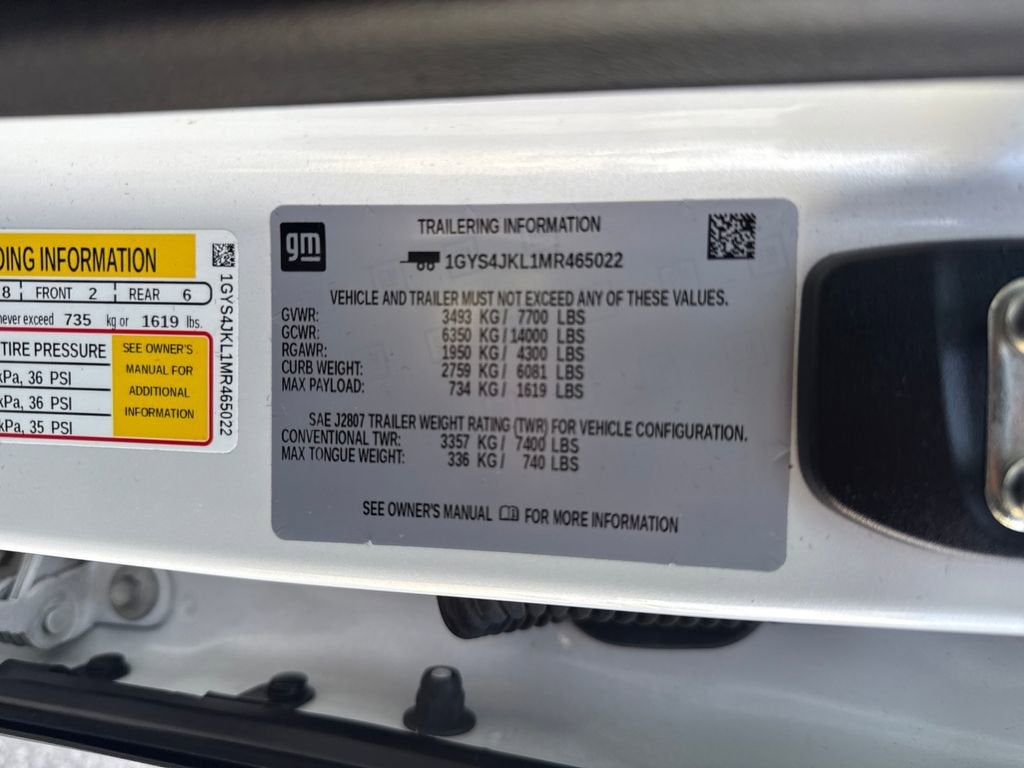 DING INFORMATION
8 FRONT 2 REAR 6
never exceed 735 kg or 1619 lbs.
TIRE PRESSURE
kPa, 36 PSI
kPa, 36 PSI
kPa, 35 PSI
SEE OWNER'S
MANUAL FOR
ADDITIONAL
INFORMATION
1GYS4JKL1MR465022
gm
TRAILERING INFORMATION
1GYS4JKL1MR465022
VEHICLE AND TRAILER MUST NOT EXCEED ANY OF THESE VALUES.
GVWR: 3493 KG / 7700 LBS
GCWR: 6350 KG / 14000 LBS
RGAWR: 1950 KG / 4300 LBS
CURB WEIGHT: 2759 KG / 6081 LBS
MAX PAYLOAD: 734 KG / 1619 LBS
SAE J2807 TRAILER WEIGHT RATING (TWR) FOR VEHICLE CONFIGURATION.
CONVENTIONAL TWR: 3357 KG / 7400 LBS
MAX TONGUE WEIGHT: 336 KG / 740 LBS
SEE OWNER'S MANUAL FOR MORE INFORMATION